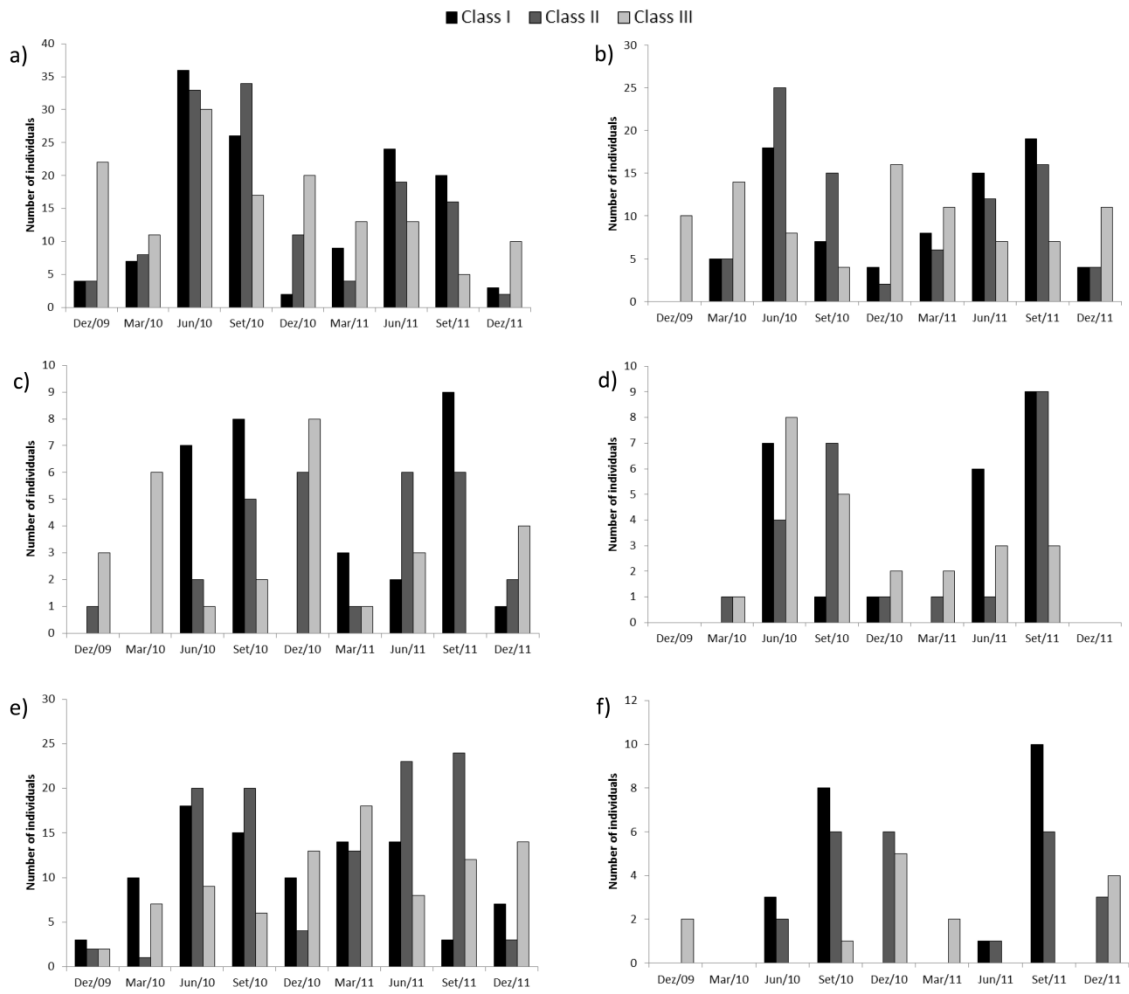 Class I Class II Class III
a)
Number of individuals
40
35
30
25
20
15
10
5
0
Dez/09 Mar/10 Jun/10 Set/10 Dez/10 Mar/11 Jun/11 Set/11 Dez/11
b)
Number of individuals
30
25
20
15
10
5
0
Dez/09 Mar/10 Jun/10 Set/10 Dez/10 Mar/11 Jun/11 Set/11 Dez/11
c)
Number of individuals
10
9
8
7
6
5
4
3
2
1
0
Dez/09 Mar/10 Jun/10 Set/10 Dez/10 Mar/11 Jun/11 Set/11 Dez/11
d)
Number of individuals
10
9
8
7
6
5
4
3
2
1
0
Dez/09 Mar/10 Jun/10 Set/10 Dez/10 Mar/11 Jun/11 Set/11 Dez/11
e)
Number of individuals
30
25
20
15
10
5
0
Dez/09 Mar/10 Jun/10 Set/10 Dez/10 Mar/11 Jun/11 Set/11 Dez/11
f)
Number of individuals
12
10
8
6
4
2
0
Dez/09 Mar/10 Jun/10 Set/10 Dez/10 Mar/11 Jun/11 Set/11 Dez/11